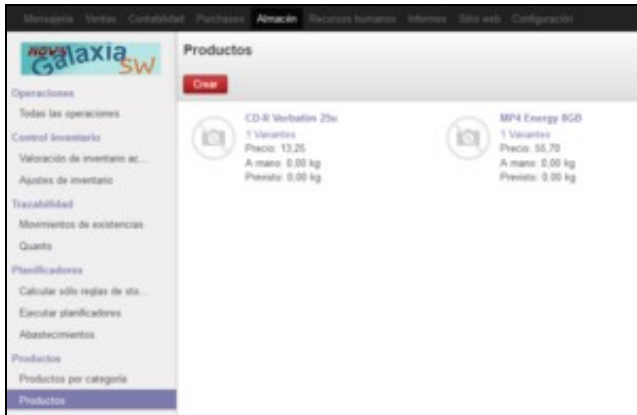 Mensajería Ventas Contabilidad Purchases Almacén Recursos humanos Informes Sitio web Configuración
NOVA
Galaxia
SW
Productos
Crear
Operaciones
Todas las operaciones
Control Inventario
Valoración de inventario ac...
Ajustes de inventario
Trazabilidad
Movimientos de existencias
Quants
Planificadores
Calcular sólo reglas de sto...
Ejecutar planificadores
Abastecimientos
Productos
Productos por categoría
Productos
CD-R Verbatim 25u
1 Variantes
Precio: 13,25
A mano: 0,00 kg
Previsto: 0,00 kg
MP4 Energy 8GB
1 Variantes
Precio: 55,70
A mano: 0,00 kg
Previsto: 0,00 kg